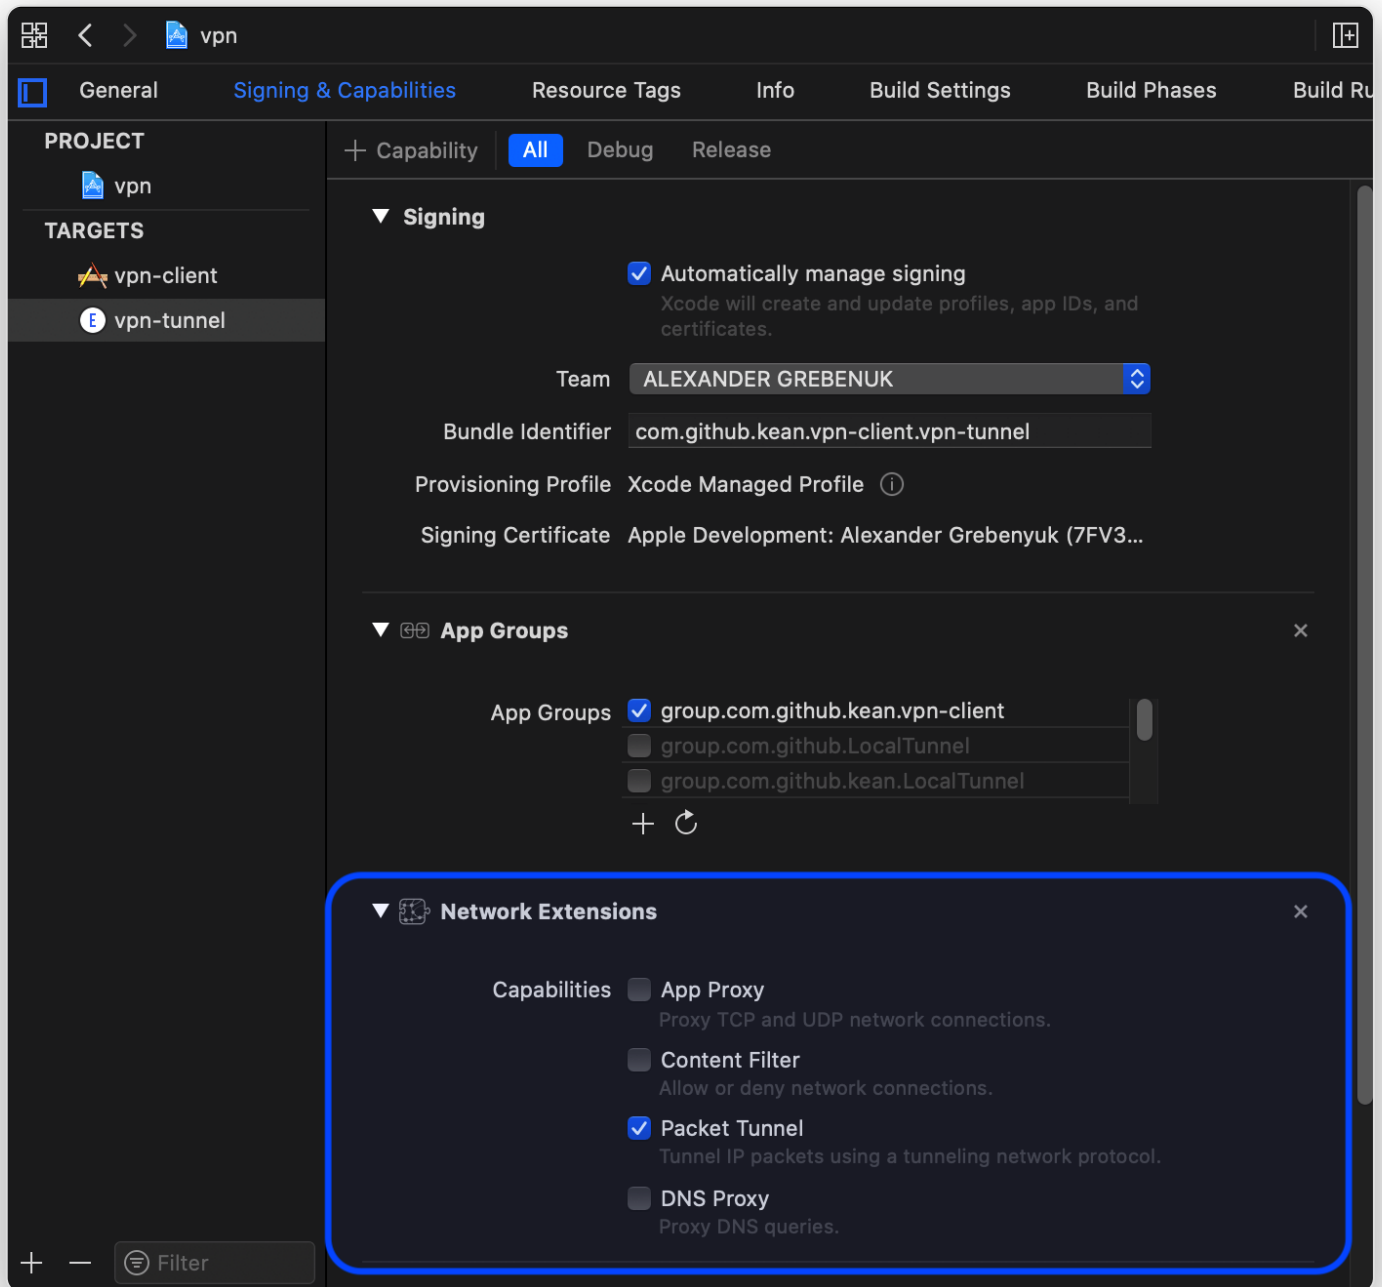 vpn
General
Signing & Capabilities
Resource Tags
Info
Build Settings
Build Phases
Build Ru
PROJECT
vpn
TARGETS
vpn-client
E vpn-tunnel
Filter
Capability
All
Debug
Release
Signing
Automatically manage signing
Xcode will create and update profiles, app IDs, and
certificates.
Team ALEXANDER GREBENUK
Bundle Identifier com.github.kean.vpn-client.vpn-tunnel
Provisioning Profile Xcode Managed Profile
Signing Certificate Apple Development: Alexander Grebenyuk (7FV3...
App Groups
App Groups group.com.github.kean.vpn-client
group.com.github.LocalTunnel
group.com.github.kean.LocalTunnel
Network Extensions
Capabilities App Proxy
Proxy TCP and UDP network connections.
Content Filter
Allow or deny network connections.
Packet Tunnel
Tunnel IP packets using a tunneling network protocol.
DNS Proxy
Proxy DNS queries.